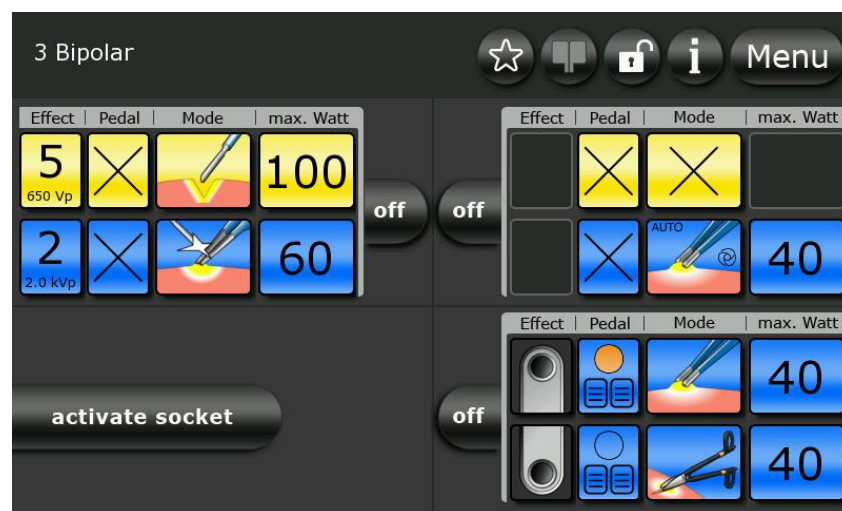 3 Bipolar
i
Menu
Effect | Pedal | Mode | max. Watt
5
650 Vp
100
off
2
2.0 kVp
60
off
Effect | Pedal | Mode | max. Watt
AUTO
40
activate socket
off
Effect | Pedal | Mode | max. Watt
40
40